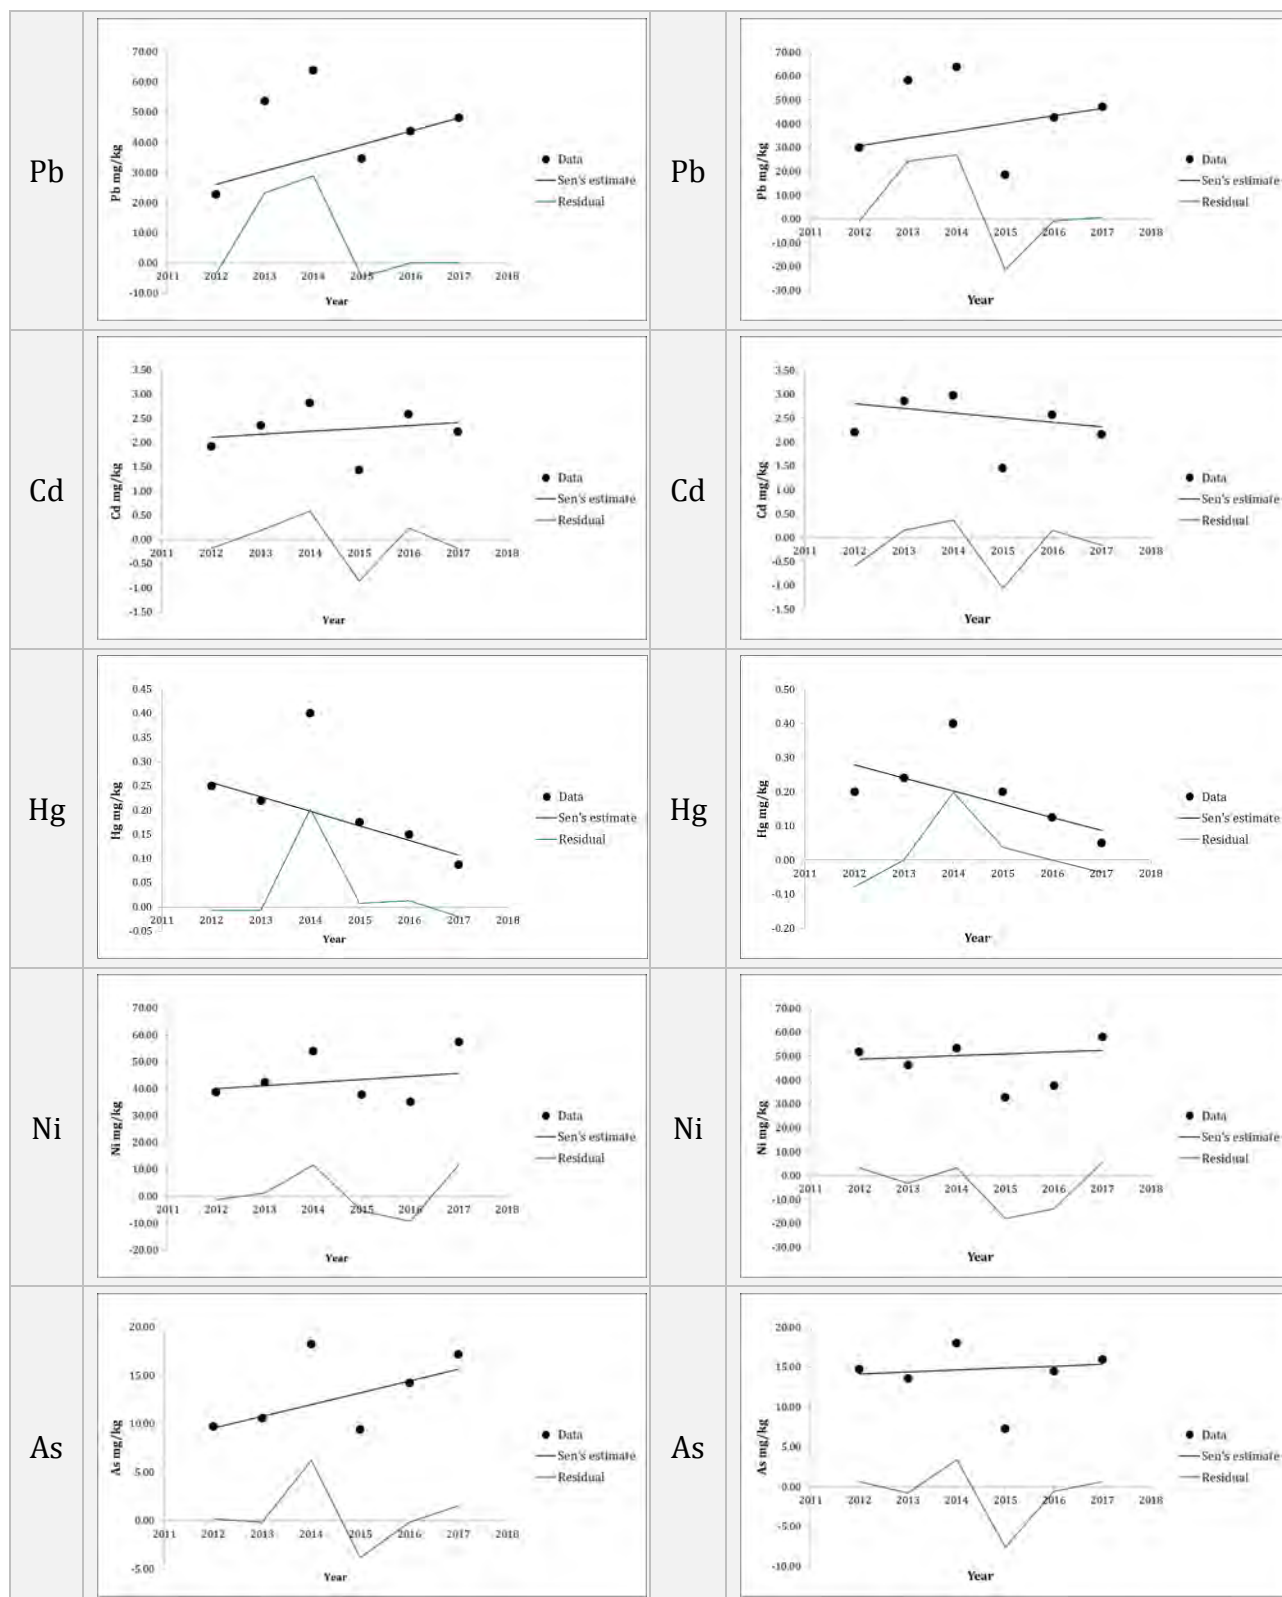 Pb
70.00
60.00
50.00
40.00
30.00
20.00
10.00
0.00
-10.00
Pb mg/kg
2011 2012 2013 2014 2015 2016 2017 2018
Year
Data
Sen's estimate
Residual
Pb
70.00
60.00
50.00
40.00
30.00
20.00
10.00
0.00
-10.00
-20.00
-30.00
Pb mg/kg
2011 2012 2013 2014 2015 2016 2017 2018
Year
Data
Sen's estimate
Residual
Cd
3.50
3.00
2.50
2.00
1.50
1.00
0.50
0.00
-0.50
-1.00
-1.50
Cd mg/kg
2011 2012 2013 2014 2015 2016 2017 2018
Year
Data
Sen's estimate
Residual
Cd
3.50
3.00
2.50
2.00
1.50
1.00
0.50
0.00
-0.50
-1.00
-1.50
Cd mg/kg
2011 2012 2013 2014 2015 2016 2017 2018
Year
Data
Sen's estimate
Residual
Hg
0.45
0.40
0.35
0.30
0.25
0.20
0.15
0.10
0.05
0.00
-0.05
Hg mg/kg
2011 2012 2013 2014 2015 2016 2017 2018
Year
Data
Sen's estimate
Residual
Hg
0.50
0.40
0.30
0.20
0.10
0.00
-0.10
-0.20
Hg mg/kg
2011 2012 2013 2014 2015 2016 2017 2018
Year
Data
Sen's estimate
Residual
Ni
70.00
60.00
50.00
40.00
30.00
20.00
10.00
0.00
-10.00
-20.00
Ni mg/kg
2011 2012 2013 2014 2015 2016 2017 2018
Year
Data
Sen's estimate
Residual
Ni
70.00
60.00
50.00
40.00
30.00
20.00
10.00
0.00
-10.00
-20.00
-30.00
Ni mg/kg
2011 2012 2013 2014 2015 2016 2017 2018
Year
Data
Sen's estimate
Residual
As
20.00
15.00
10.00
5.00
0.00
-5.00
As mg/kg
2011 2012 2013 2014 2015 2016 2017 2018
Year
Data
Sen's estimate
Residual
As
20.00
15.00
10.00
5.00
0.00
-5.00
-10.00
As mg/kg
2011 2012 2013 2014 2015 2016 2017 2018
Year
Data
Sen's estimate
Residual